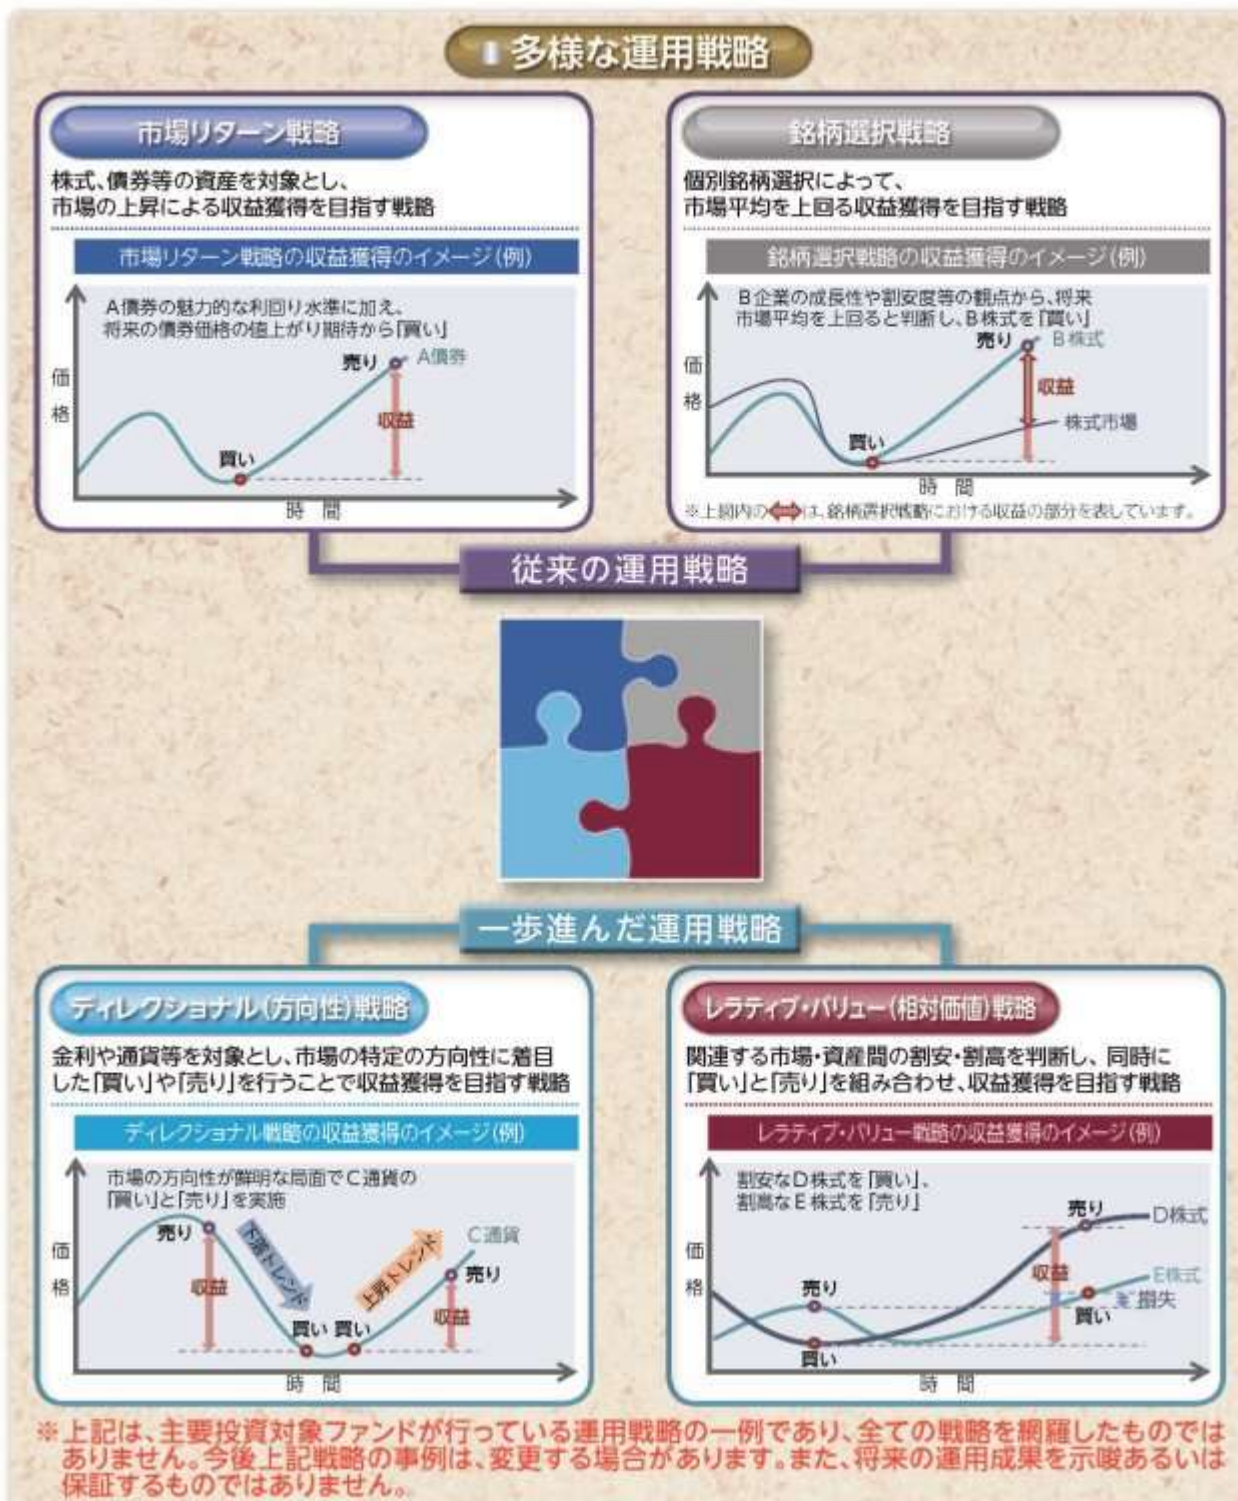 多様な運用戦略
市場リターン戦略
株式、債券等の資産を対象とし、
市場の上昇による収益獲得を目指す戦略
市場リターン戦略の収益獲得のイメージ(例)
A債券の魅力的な利回り水準に加え、
将来の債券価格の値上がり期待から「買い」
売り
A債券
価格
収益
買い
時間
銘柄選択戦略
個別銘柄選択によって、
市場平均を上回る収益獲得を目指す戦略
銘柄選択戦略の収益獲得のイメージ(例)
B企業の成長性や割安度等の観点から、将来
市場平均を上回ると判断し、B株式を「買い」
売り
B株式
価格
収益
株式市場
買い
時間
※上図内の⇔は、銘柄選択戦略における収益の部分を表しています。
従来の運用戦略
一歩進んだ運用戦略
ディレクショナル(方向性)戦略
金利や通貨等を対象とし、市場の特定の方向性に着目
した「買い」や「売り」を行うことで収益獲得を目指す戦略
ディレクショナル戦略の収益獲得のイメージ(例)
市場の方向性が鮮明な局面でC通貨の
「買い」と「売り」を実施
売り
下落トレンド
上昇トレンド
C通貨
価格
収益
売り
買い 買い
収益
時間
レラティブ・バリュー(相対価値)戦略
関連する市場・資産間の割安・割高を判断し、同時に
「買い」と「売り」を組み合わせ、収益獲得を目指す戦略
レラティブ・バリュー戦略の収益獲得のイメージ(例)
割安なD株式を「買い」、
割高なE株式を「売り」
売り
D株式
価格
収益
E株式
売り
損失
買い
買い
時間
※上記は、主要投資対象ファンドが行っている運用戦略の一例であり、全ての戦略を網羅したものでは
ありません。今後上記戦略の事例は、変更する場合があります。また、将来の運用成果を示唆あるいは
保証するものではありません。